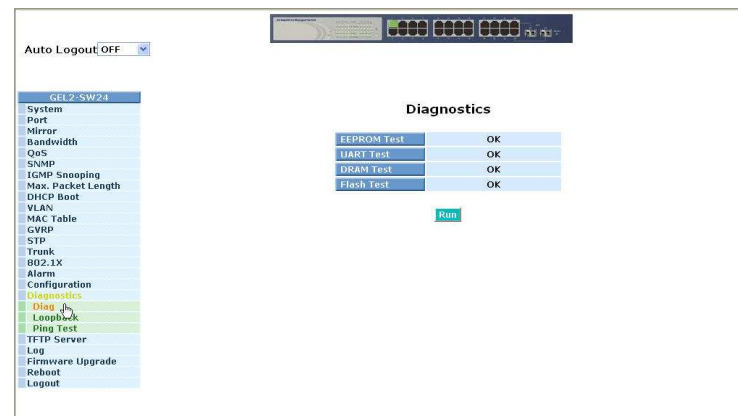 Auto Logout OFF
GEL2-SW24
System
Port
Mirror
Bandwidth
QoS
SNMP
IGMP Snooping
Max. Packet Length
DHCP Boot
VLAN
MAC Table
GVRP
STP
Trunk
802.1X
Alarm
Configuration
Diagnostics
Diag
Loopback
Ping Test
TFTP Server
Log
Firmware Upgrade
Reboot
Logout
Diagnostics
EEPROM Test OK
UART Test OK
DRAM Test OK
Flash Test OK
Run